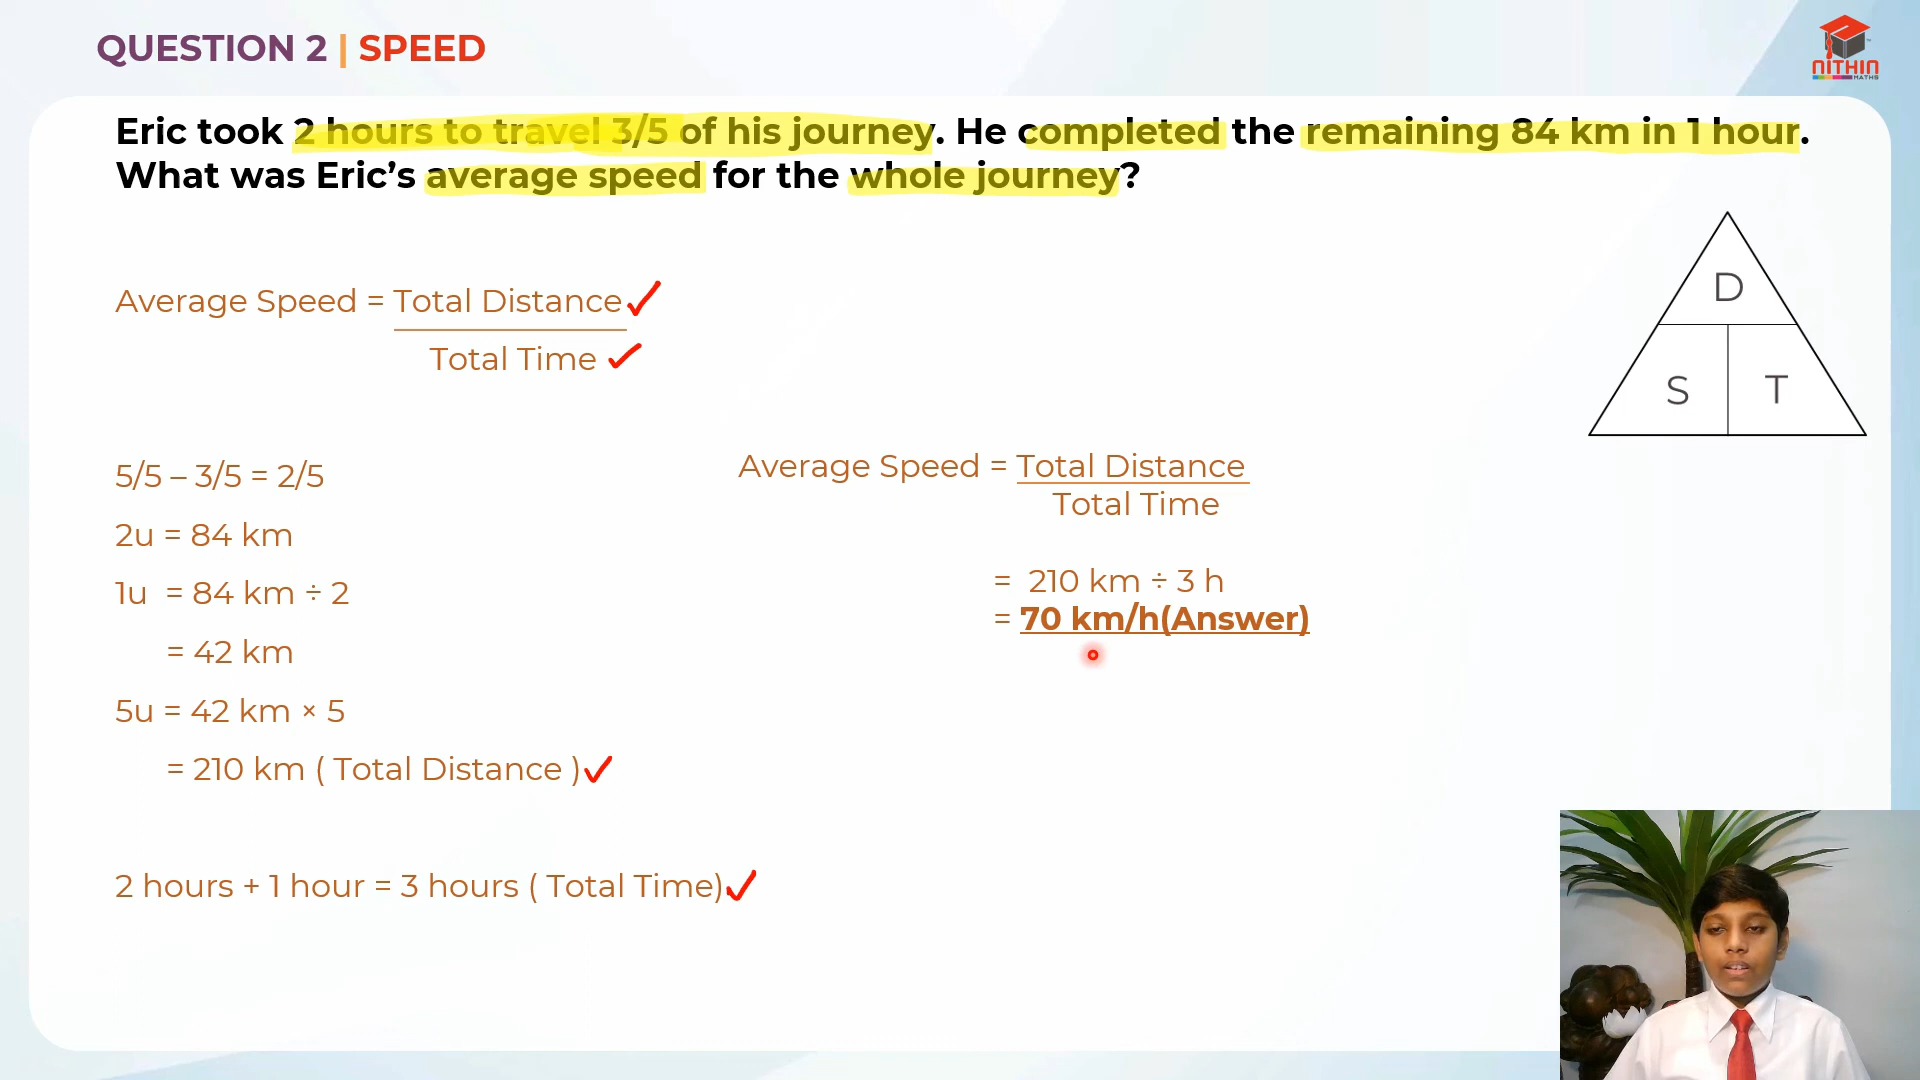 QUESTION 2 | SPEED
NITHIN
MATHS
Eric took 2 hours to travel 3/5 of his journey. He completed the remaining 84 km in 1 hour.
What was Eric’s average speed for the whole journey?
D
S T
Average Speed = Total Distance
Total Time
5/5 – 3/5 = 2/5
2u = 84 km
1u = 84 km ÷ 2
= 42 km
5u = 42 km × 5
= 210 km ( Total Distance )
2 hours + 1 hour = 3 hours ( Total Time)
Average Speed = Total Distance
Total Time
= 210 km ÷ 3 h
= 70 km/h(Answer)